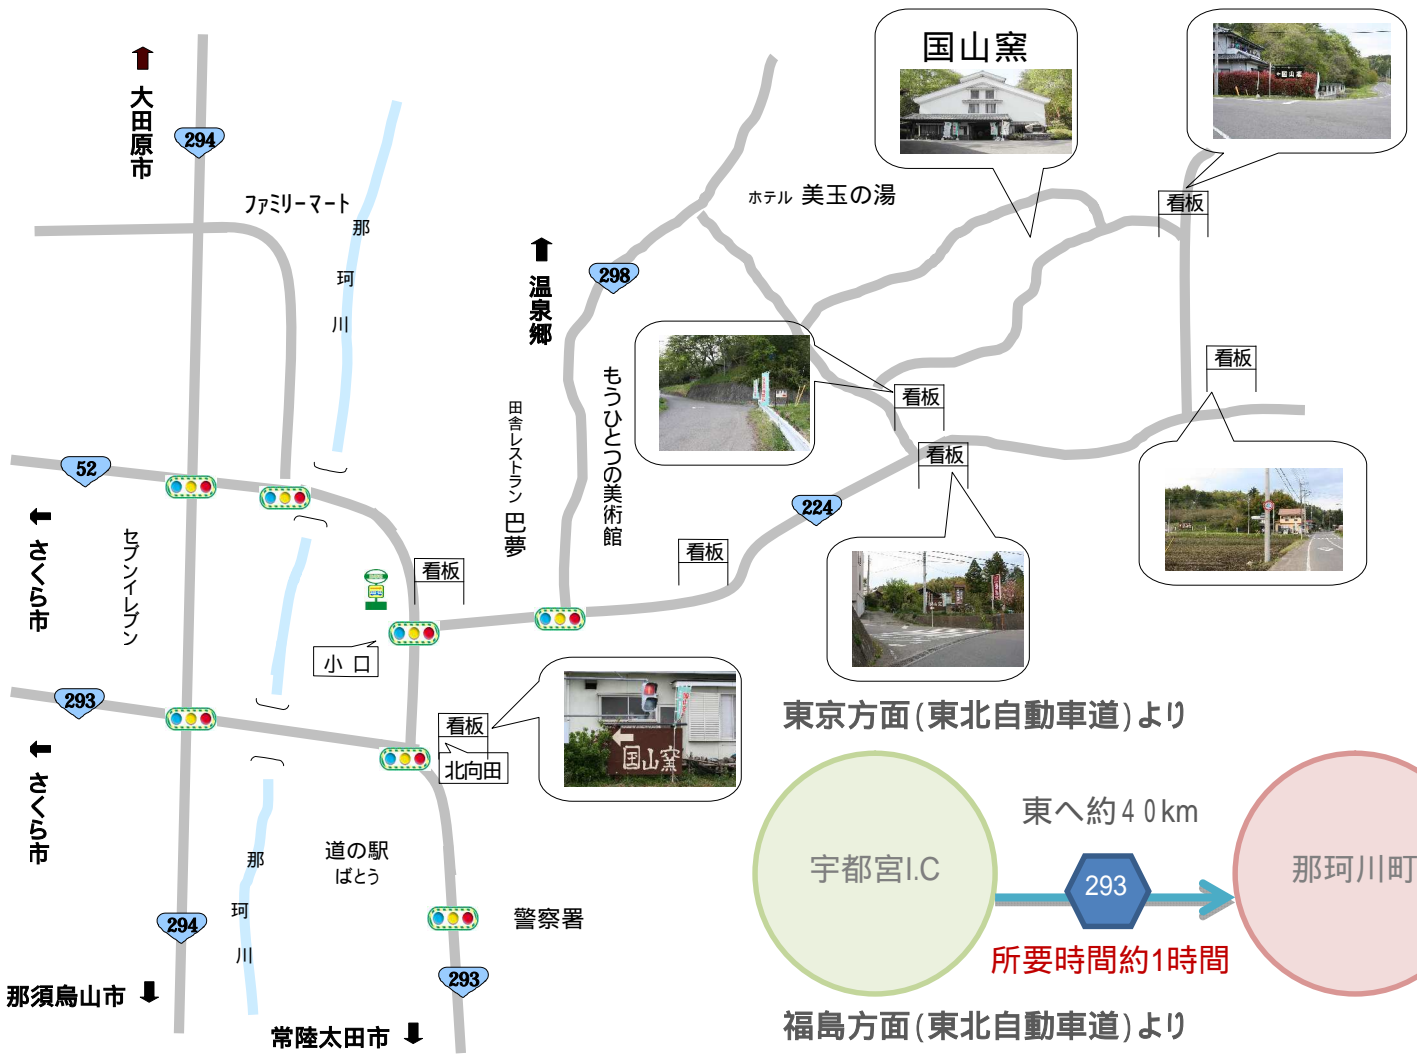 国山窯
国山窯
大田原市
294
ファミリーマート
那珂川
ホテル 美玉の湯
看板
温泉郷
298
もうひとつの美術館
田舎レストラン 巴夢
看板
看板
看板
52
さくら市
セブンイレブン
224
看板
看板
小口
293
さくら市
看板
北向田
国山窯
東京方面(東北自動車道)より
宇都宮I.C
東へ約40km
293
那珂川町
所要時間約1時間
福島方面(東北自動車道)より
道の駅
ばとう
那珂川
警察署
294
293
那須烏山市
常陸太田市